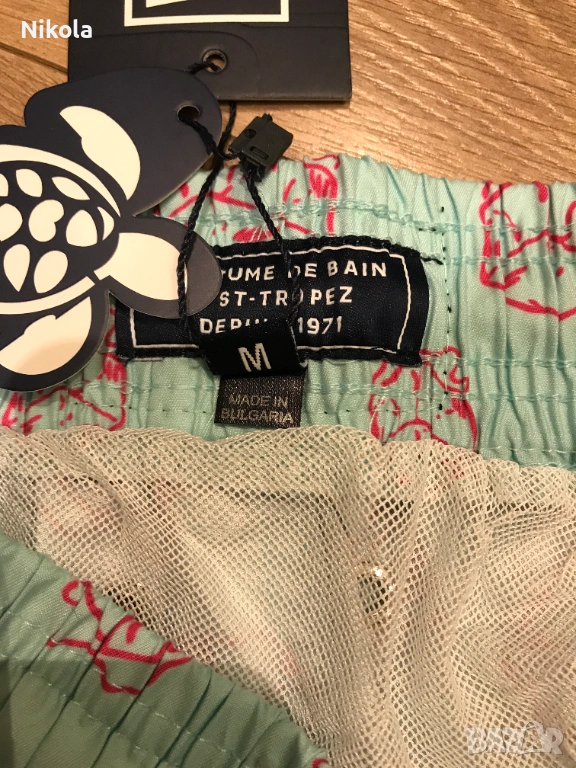 Nikola
UME DE BAIN
ST-TROPEZ
DEPUI 1971
M
MADE IN
BULGARIA